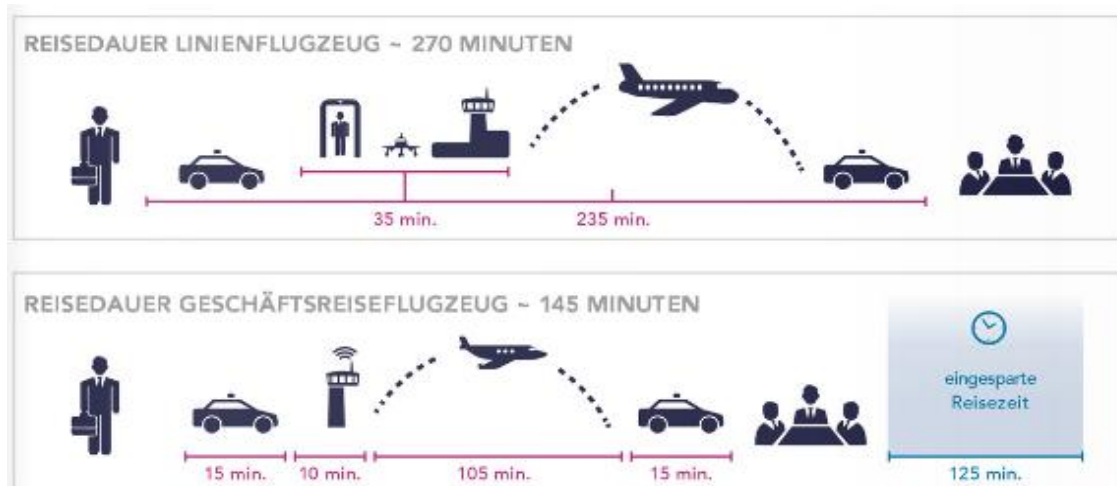 REISEDAUER LINIENFLUGZEUG ~ 270 MINUTEN
35 min. 235 min.
REISEDAUER GESCHÄFTSREISEFLUGZEUG ~ 145 MINUTEN
eingesparte
Reisezeit
15 min. 10 min. 105 min. 15 min. 125 min.